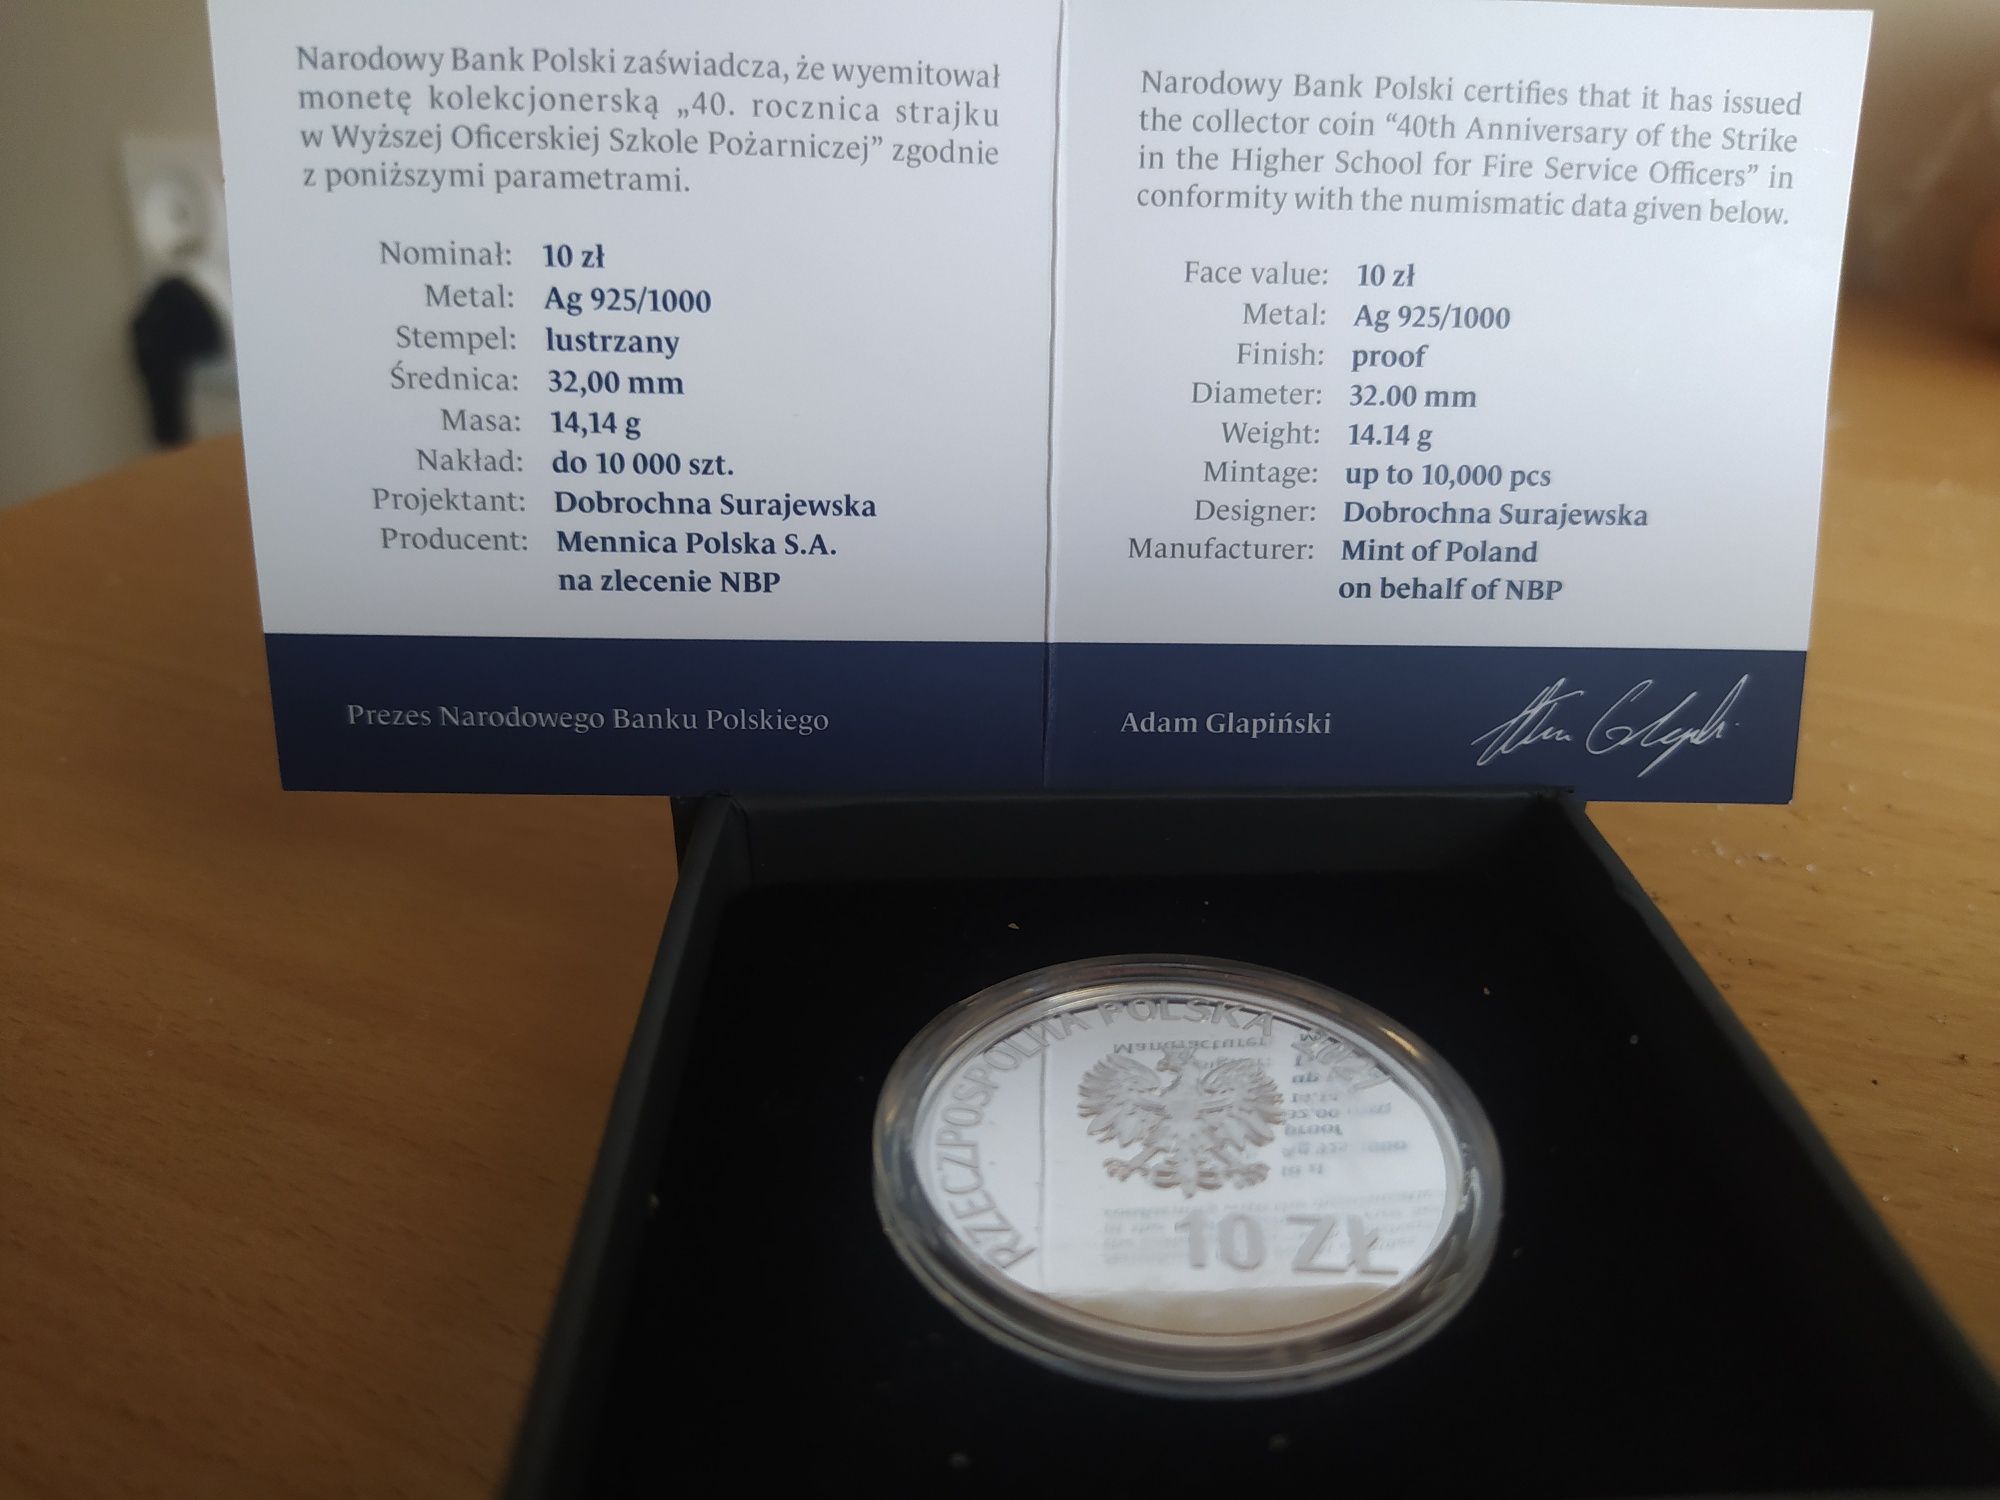 Narodowy Bank Polski zaświadcza, że wyemitował
monetę kolekcjonerską „40. rocznica strajku
w Wyższej Oficerskiej Szkole Pożarniczej” zgodnie
z poniższymi parametrami.
Nominał: 10 zł
Metal: Ag 925/1000
Stempel: lustrzany
Średnica: 32,00 mm
Masa: 14,14 g
Nakład: do 10 000 szt.
Projektant: Dobrochna Surajewska
Producent: Mennica Polska S.A.
na zlecenie NBP
Prezes Narodowego Banku Polskiego
Narodowy Bank Polski certifies that it has issued
the collector coin “40th Anniversary of the Strike
in the Higher School for Fire Service Officers” in
conformity with the numismatic data given below.
Face value: 10 zł
Metal: Ag 925/1000
Finish: proof
Diameter: 32.00 mm
Weight: 14.14 g
Mintage: up to 10,000 pcs
Designer: Dobrochna Surajewska
Manufacturer: Mint of Poland
on behalf of NBP
Adam Glapiński
RZECZPOSPOLITA POLSKA 2021
10 ZŁ